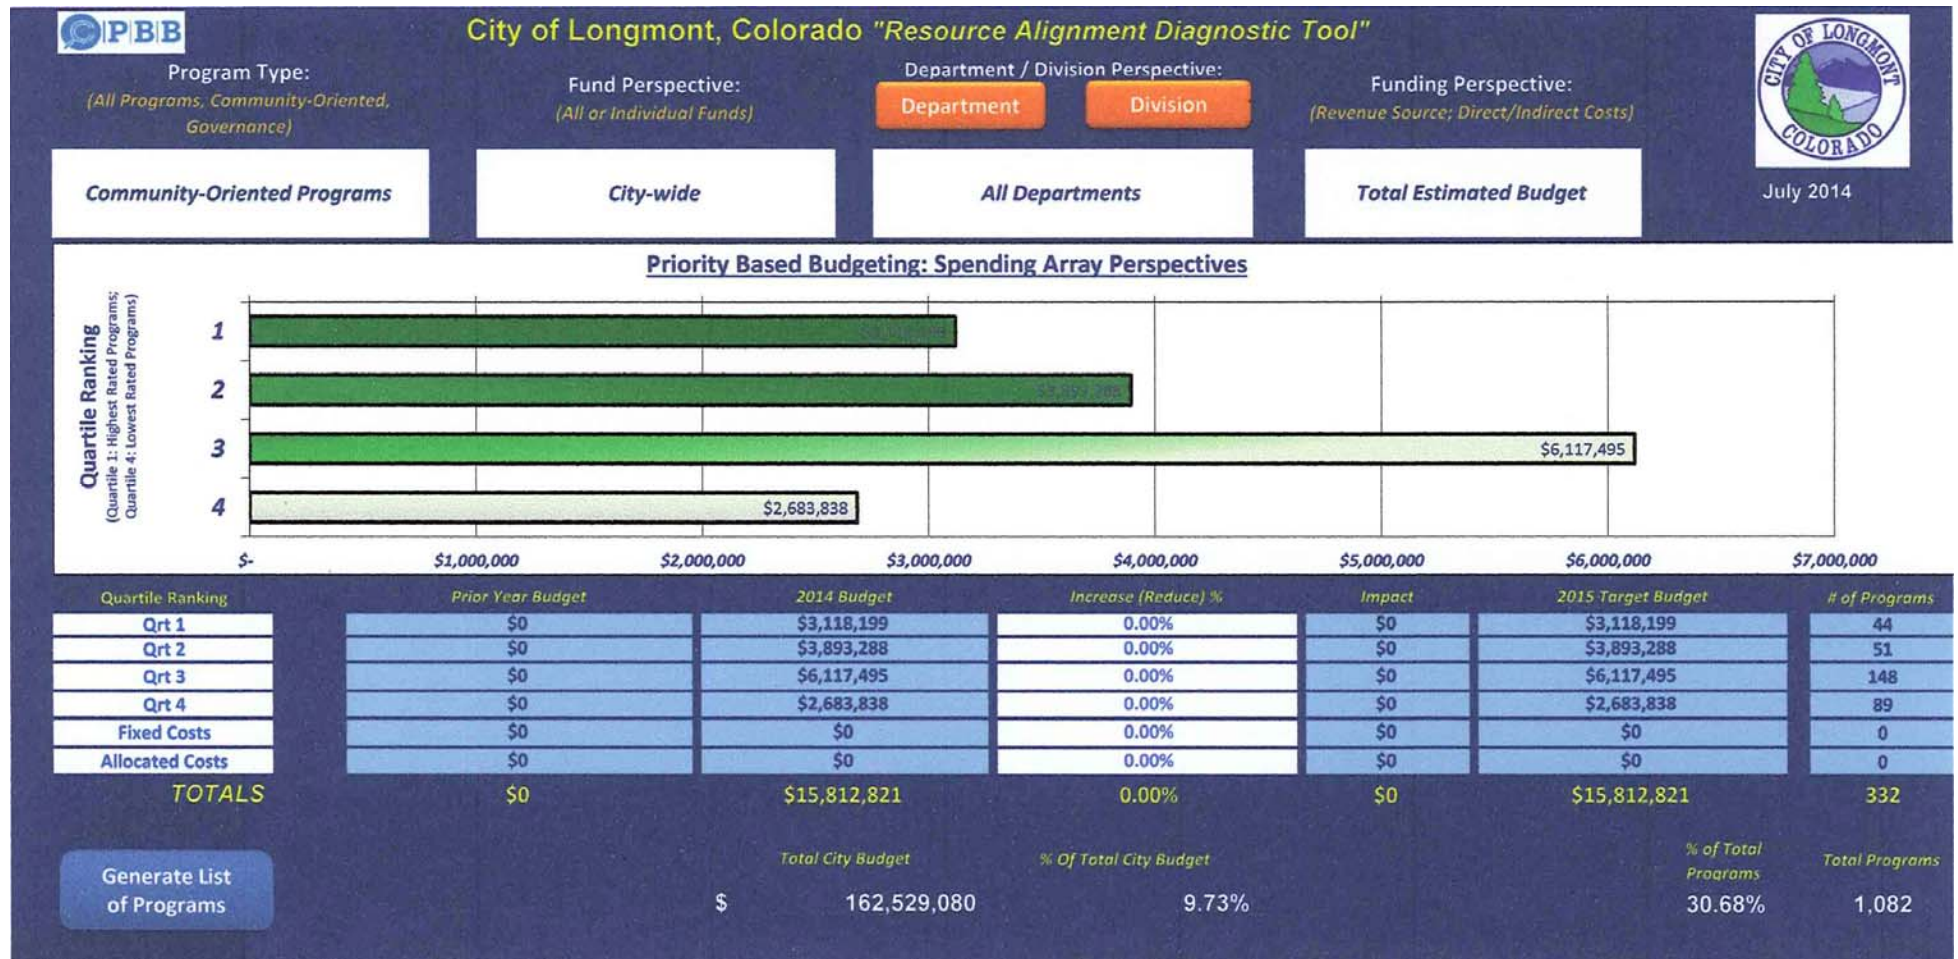 PBB
City of Longmont, Colorado "Resource Alignment Diagnostic Tool"
Program Type:
(All Programs, Community-Oriented,
Governance)
Fund Perspective:
(All or Individual Funds)
Department / Division Perspective:
Department
Division
Funding Perspective:
(Revenue Source; Direct/Indirect Costs)
CITY OF LONGMONT
COLORADO
Community-Oriented Programs
City-wide
All Departments
Total Estimated Budget
July 2014
Priority Based Budgeting: Spending Array Perspectives
Quartile Ranking
(Quartile 1: Highest Rated Programs;
Quartile 4: Lowest Rated Programs)
1
2
3
$6,117,495
4
$2,683,838
$-
$1,000,000
$2,000,000
$3,000,000
$4,000,000
$5,000,000
$6,000,000
$7,000,000
Quartile Ranking Prior Year Budget 2014 Budget Increase (Reduce) % Impact 2015 Target Budget # of Programs
Qrt 1 $0 $3,118,199 0.00% $0 $3,118,199 44
Qrt 2 $0 $3,893,288 0.00% $0 $3,893,288 51
Qrt 3 $0 $6,117,495 0.00% $0 $6,117,495 148
Qrt 4 $0 $2,683,838 0.00% $0 $2,683,838 89
Fixed Costs $0 $0 0.00% $0 $0 0
Allocated Costs $0 $0 0.00% $0 $0 0
TOTALS $0 $15,812,821 0.00% $0 $15,812,821 332
Generate List
of Programs
Total City Budget
$ 162,529,080
% Of Total City Budget
9.73%
% of Total
Programs
30.68%
Total Programs
1,082